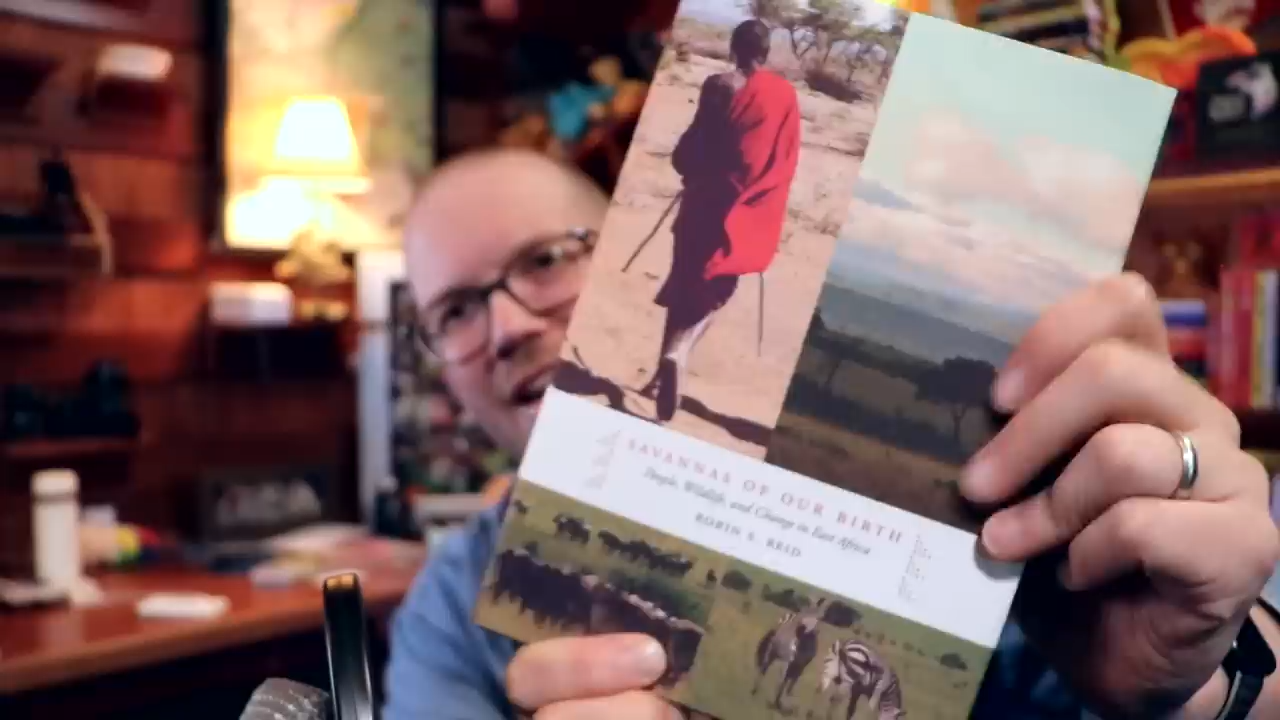 SAVANNAS OF OUR BIRTH
People, Wildlife, and Change in East Africa
ROBIN S. REID